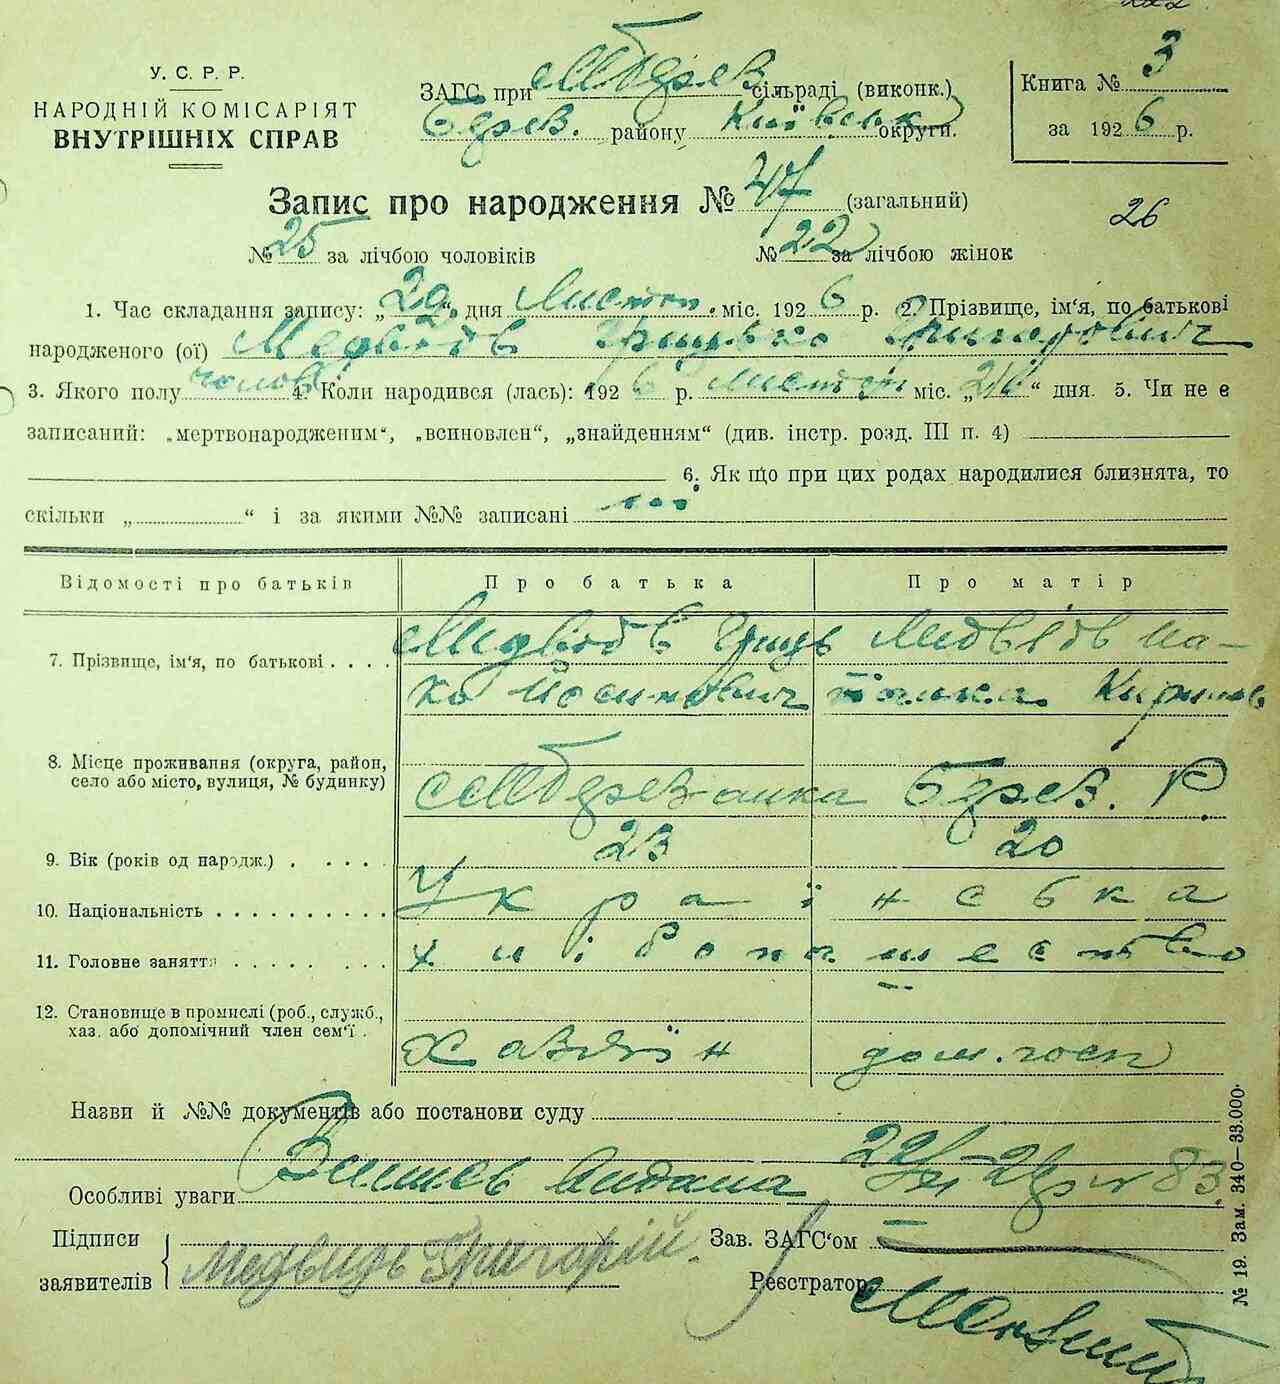 У. С. Р. Р.
НАРОДНІЙ КОМІСАРІЯТ
ВНУТРІШНІХ СПРАВ
ЗАГС при сільраді (виконк.)
районy Київськ округи.
Книга № 3
за 1926 р.
Запис про народження № 47 (загальний)
26
№ 25 за лічбою чоловіків № 22 за лічбою жінок
1. Час складання запису: „29“ дня Листоп. міс. 1926 р. 2. Прізвище, ім‘я, по батькові
народженого (ої) Медвідь Грицько Григорович
3. Якого полу чолов. 4. Коли народився (лась): 1926 р. листоп міс. „26“ дня. 5. Чи не є
записаний: „мертвонародженим“, „всиновлен“, „знайденням“ (див. інстр. розд. III п. 4)
6. Як що при цих родах народилися близнята, то
скільки „ “ і за якими №№ записані
Відомості про батьків Про батька Про матір
7. Прізвище, ім‘я, по батькові Медвідь Гриць Медвідь На-
ко Йосипович талка Кирилов
8. Місце проживання (округа, район,
село або місто, вулиця, № будинку) Р.
9. Вік (років од народж.) 23 20
10. Національність Українська
11. Головне заняття хліборашество
12. Становище в промислі (роб., служб.,
хаз. або допомічний член сем‘ї Хазяїн дом. госп
Назви й №№ документів або постанови суду
Особливі уваги
Підписи
заявителів Медвидь Григорій.
Зав. ЗАГС‘ом
Реєстратор
№ 19. Зам. 340—33.000.